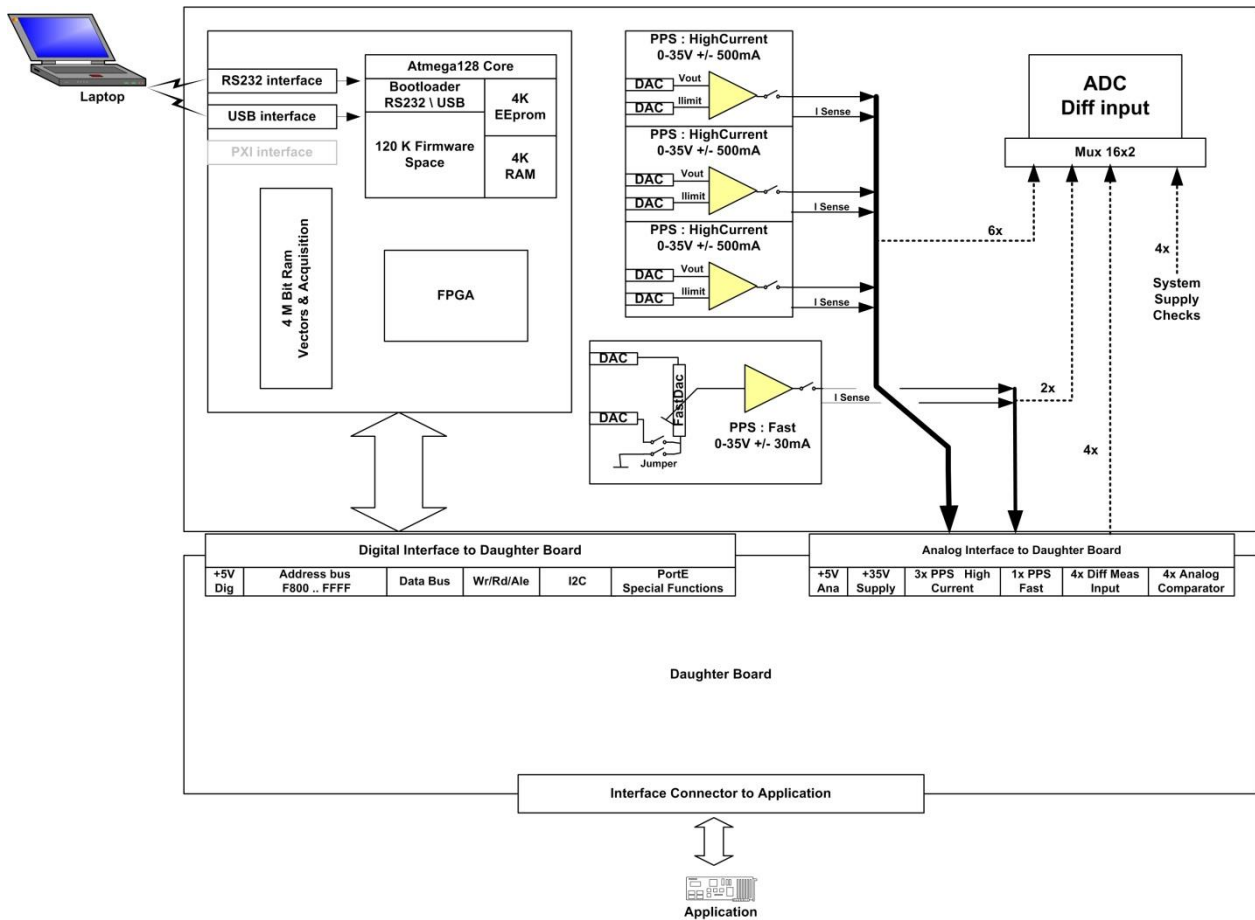 Laptop
RS232 interface
USB interface
PXI interface
Atmega128 Core
Bootloader
RS232 \ USB
4K
EEprom
120 K Firmware
Space
4K
RAM
4 M Bit Ram
Vectors & Acquisition
FPGA
PPS : HighCurrent
0-35V +/- 500mA
DAC
Vout
DAC
Ilimit
I Sense
PPS : HighCurrent
0-35V +/- 500mA
DAC
Vout
DAC
Ilimit
I Sense
PPS : HighCurrent
0-35V +/- 500mA
DAC
Vout
DAC
Ilimit
I Sense
DAC
FastDac
DAC
Jumper
PPS : Fast
0-35V +/- 30mA
I Sense
ADC
Diff input
Mux 16x2
6x
4x
System
Supply
Checks
2x
4x
Digital Interface to Daughter Board
+5V
Dig
Address bus
F800 .. FFFF
Data Bus
Wr/Rd/Ale
I2C
PortE
Special Functions
Analog Interface to Daughter Board
+5V
Ana
+35V
Supply
3x PPS High
Current
1x PPS
Fast
4x Diff Meas
Input
4x Analog
Comparator
Daughter Board
Interface Connector to Application
Application